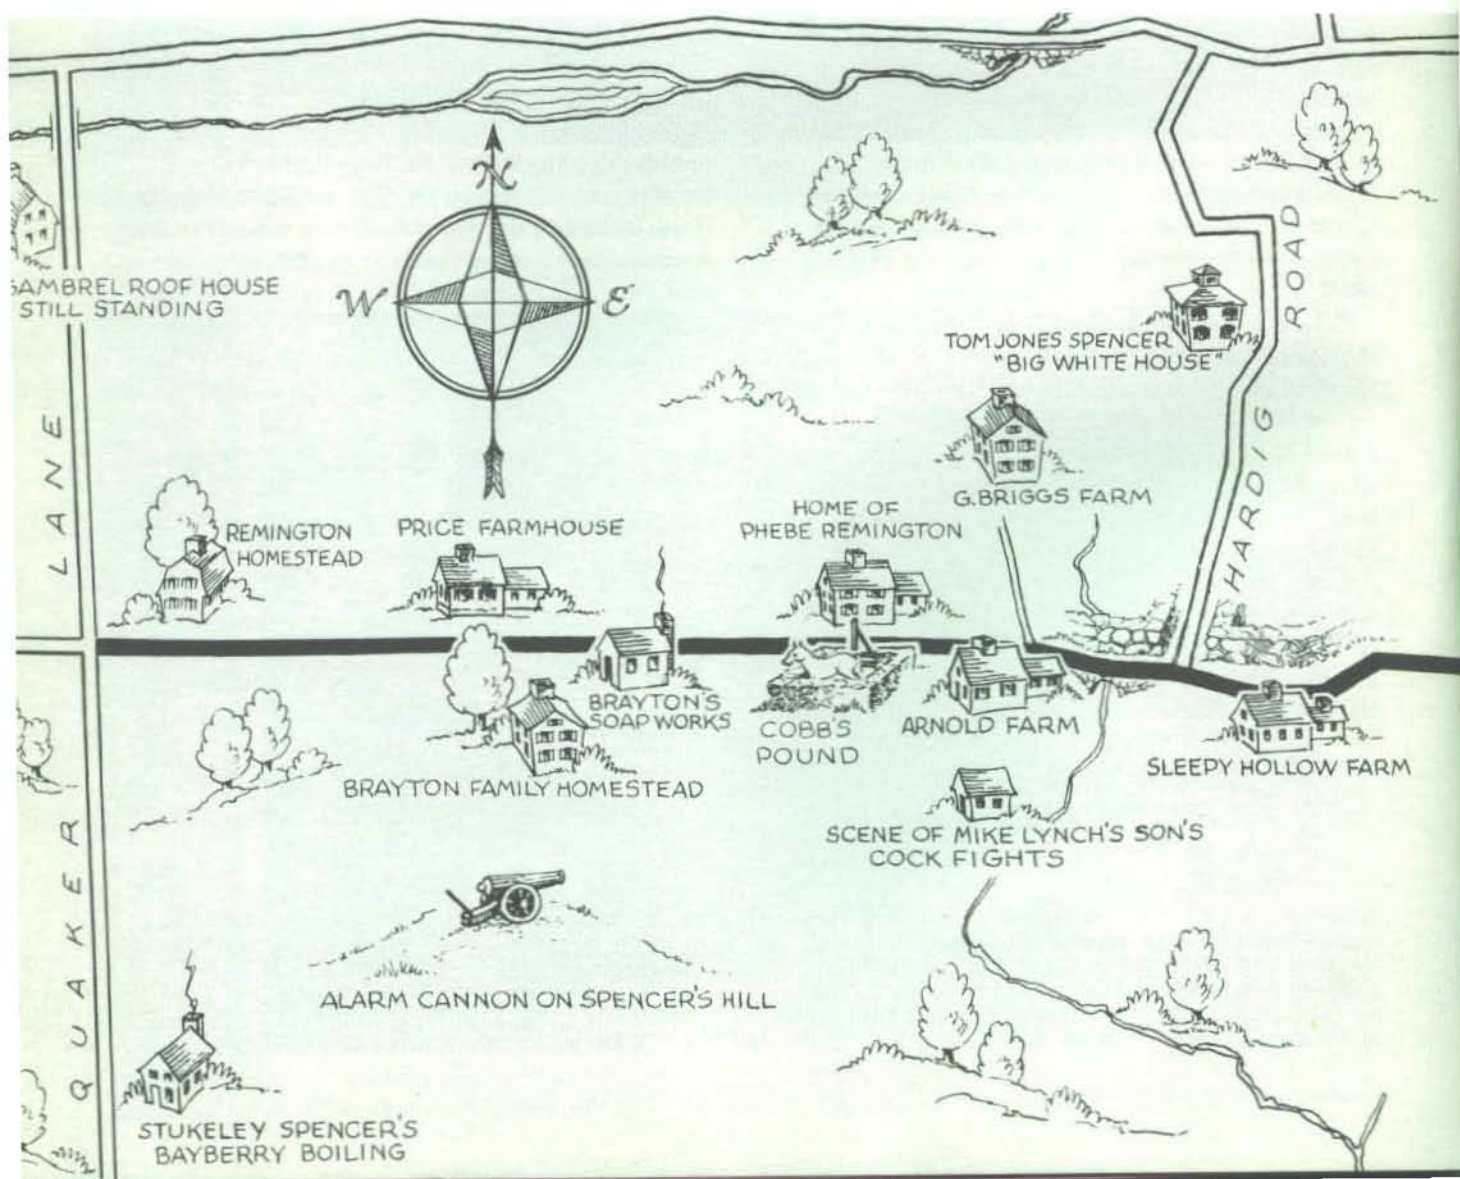 N
W
E
GAMBREL ROOF HOUSE
STILL STANDING
ROAD
TOM JONES SPENCER
"BIG WHITE HOUSE"
LANE
HARDIG
G. BRIGGS FARM
HOME OF
PHEBE REMINGTON
PRICE FARMHOUSE
REMINGTON
HOMESTEAD
BRAYTON'S
SOAP WORKS
COBB'S
POUND
ARNOLD FARM
SLEEPY HOLLOW FARM
BRAYTON FAMILY HOMESTEAD
SCENE OF MIKE LYNCH'S SON'S
COCK FIGHTS
QUAKER
ALARM CANNON ON SPENCER'S HILL
STUKELEY SPENCER'S
BAYBERRY BOILING